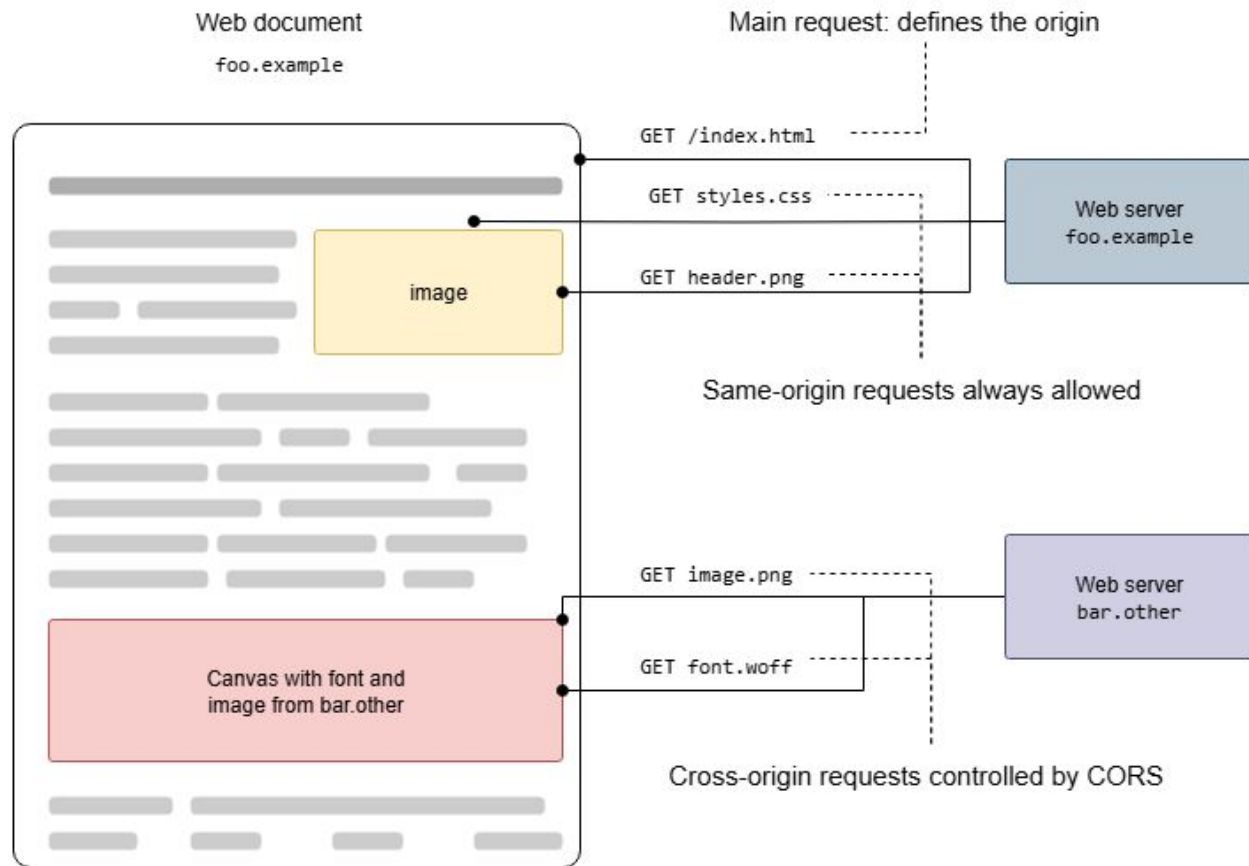 Web document
foo.example
Main request: defines the origin
GET /index.html
GET styles.css
Web server
foo.example
image
GET header.png
Same-origin requests always allowed
GET image.png
Web server
bar.other
Canvas with font and
image from bar.other
GET font.woff
Cross-origin requests controlled by CORS